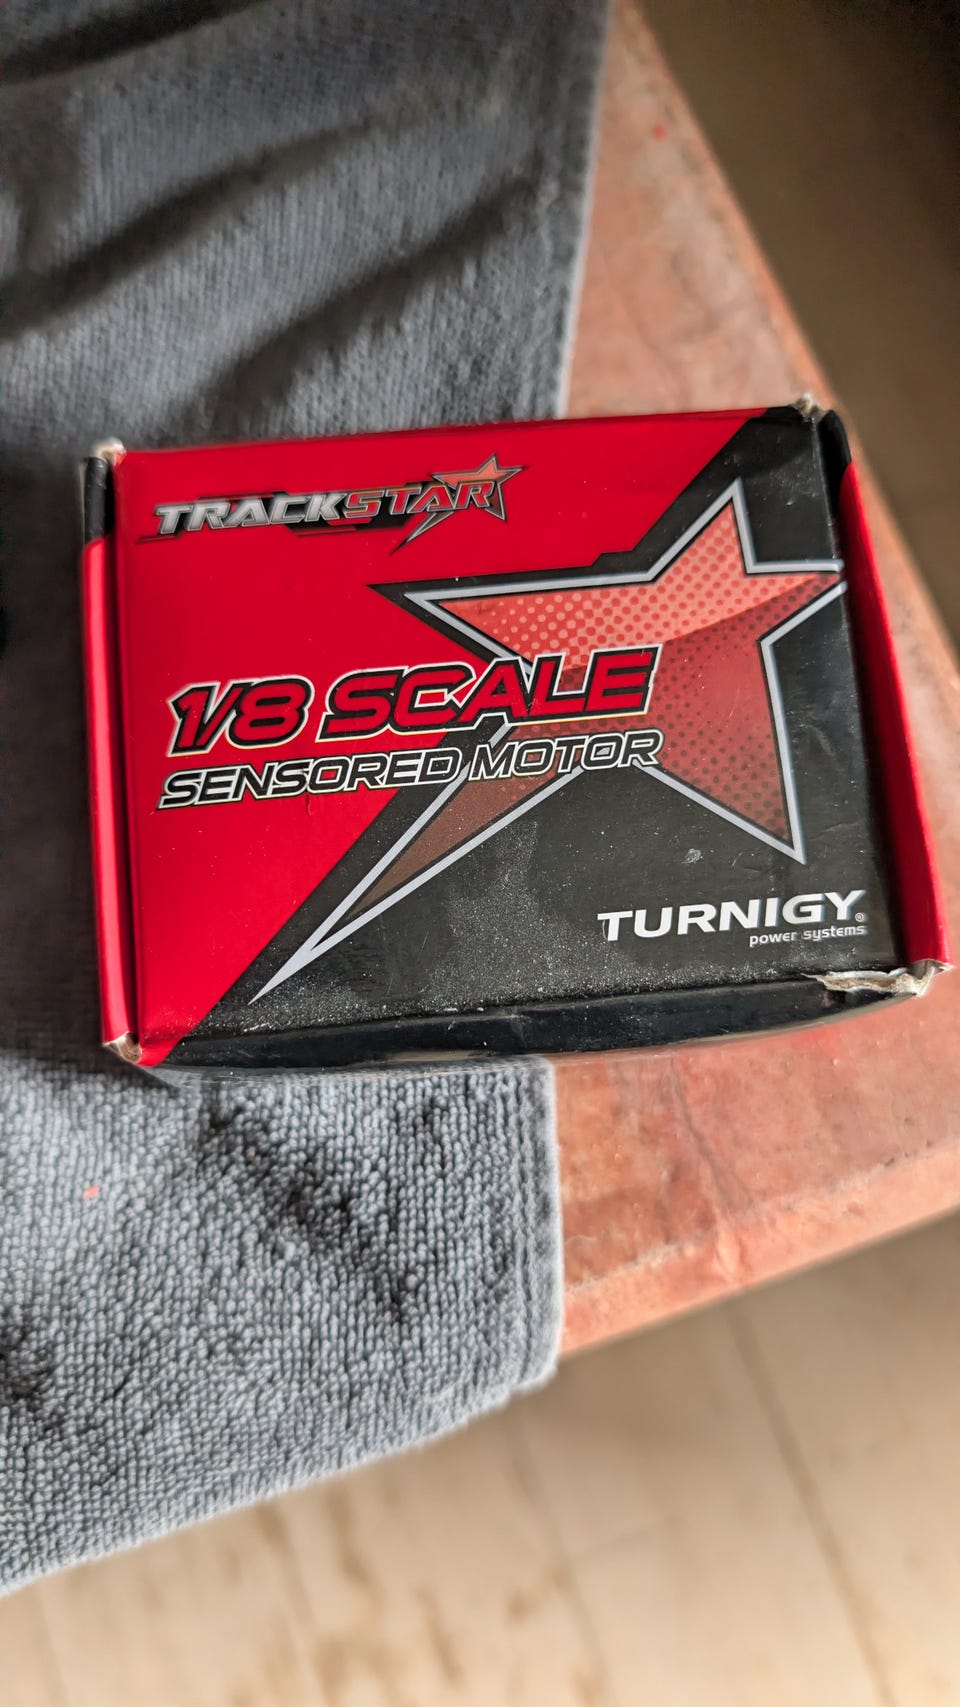 TRACKSTAR
1/8 SCALE
SENSORED MOTOR
TURNIGY®
power systems